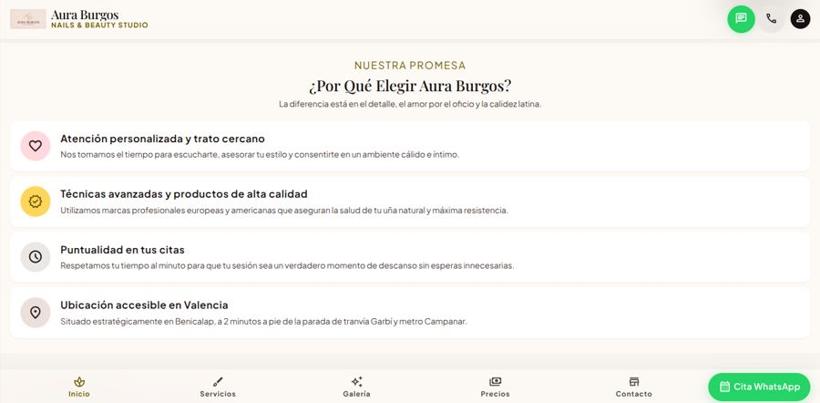 Aura Burgos
NAILS & BEAUTY STUDIO
NUESTRA PROMESA
¿Por Qué Elegir Aura Burgos?
La diferencia está en el detalle, el amor por el oficio y la calidez latina.
Atención personalizada y trato cercano
Nos tomamos el tiempo para escucharte, asesorar tu estilo y consentirte en un ambiente cálido e íntimo.
Técnicas avanzadas y productos de alta calidad
Utilizamos marcas profesionales europeas y americanas que aseguran la salud de tu uña natural y máxima resistencia.
Puntualidad en tus citas
Respetamos tu tiempo al minuto para que tu sesión sea un verdadero momento de descanso sin esperas innecesarias.
Ubicación accesible en Valencia
Situado estratégicamente en Benicalap, a 2 minutos a pie de la parada de tranvía Garbí y metro Campanar.
Inicio
Servicios
Galería
Precios
Contacto
Cita WhatsApp